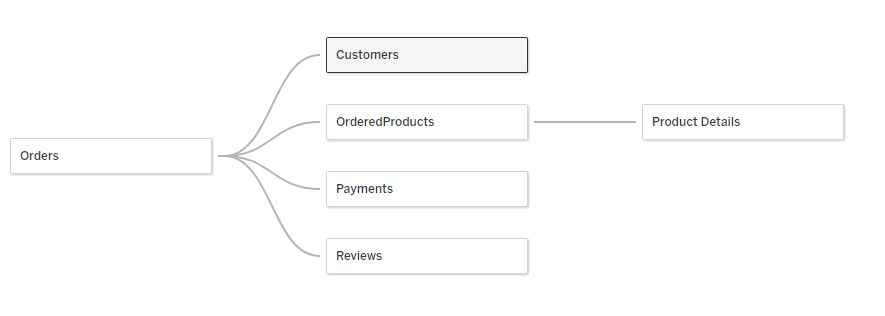 Customers
OrderedProducts
Product Details
Orders
Payments
Reviews